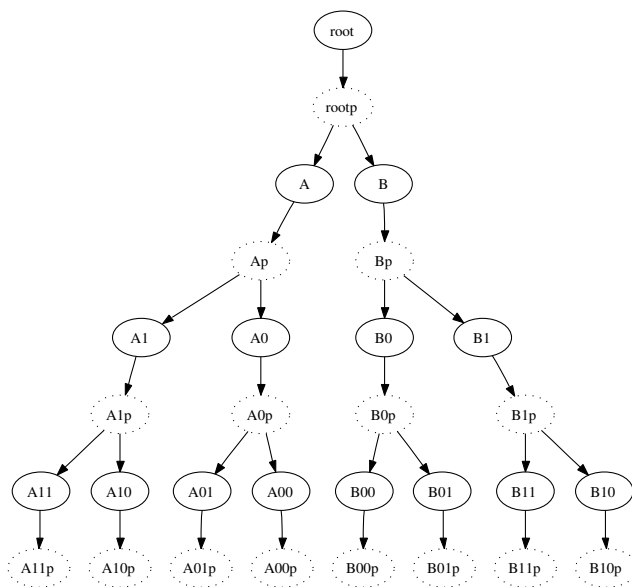 root
rootp
A B
Ap Bp
A1 A0 B0 B1
A1p A0p B0p B1p
A11 A10 A01 A00 B00 B01 B11 B10
A11p A10p A01p A00p B00p B01p B11p B10p